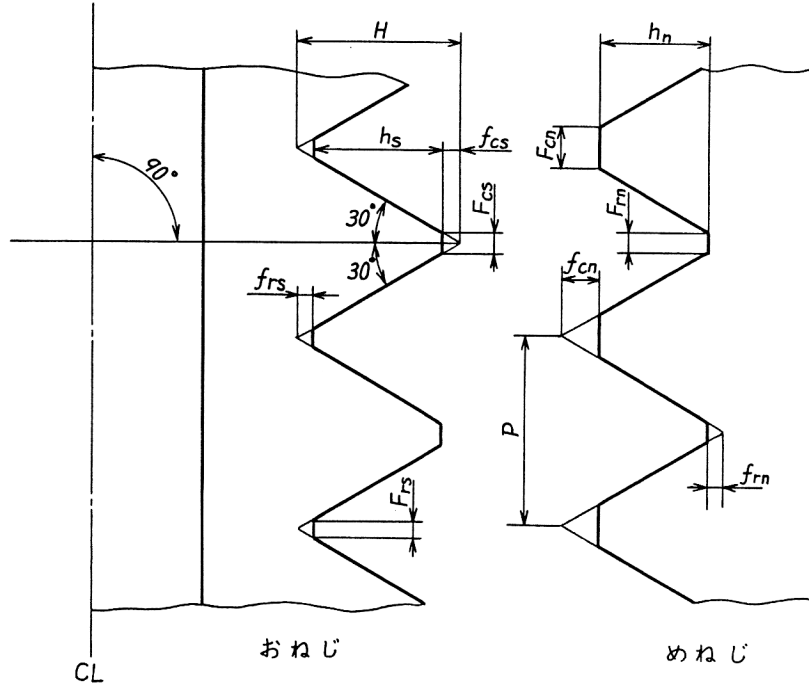 H
hn
hs
fcs
Fcn
90°
Fcs
Frn
30°
30°
fcn
frs
P
Frs
frn
おねじ
めねじ
CL